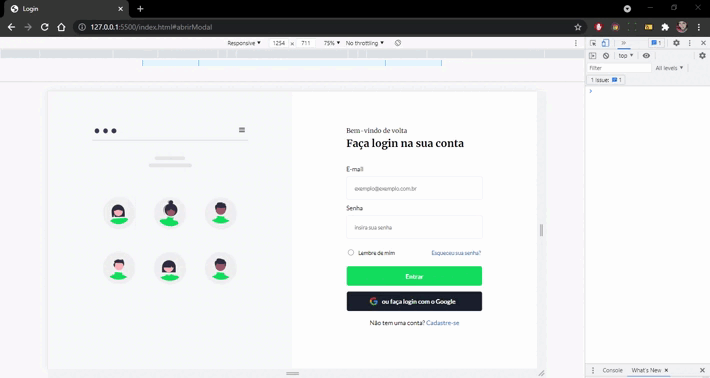 Login
127.0.0.1:5500/index.html#abrirModal
Responsive ▼ 1254 × 711 75% ▼ No throttling ▼
1
top ▼
Filter All levels ▼
1 Issue: 1
Bem-vindo de volta
Faça login na sua conta
E-mail
exemplo@exemplo.com.br
Senha
insira sua senha
Lembre de mim Esqueceu sua senha?
Entrar
ou faça login com o Google
Não tem uma conta? Cadastre-se
Console What's New